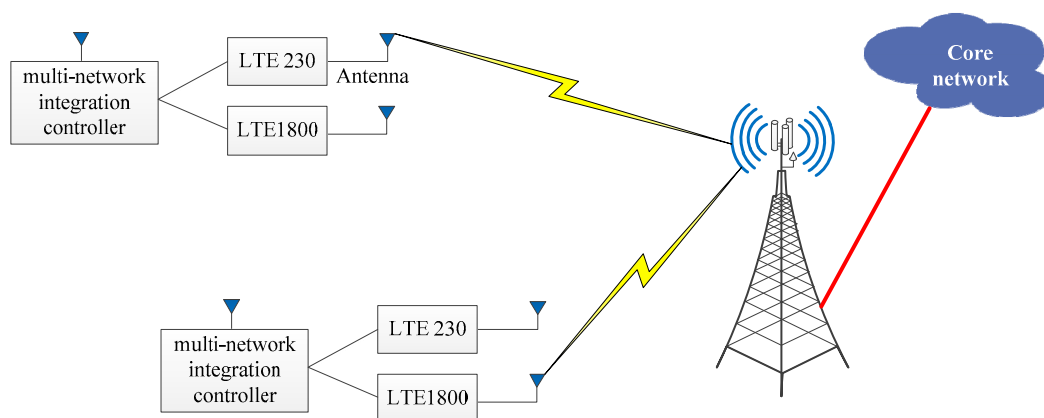 multi-network
integration
controller
LTE 230
Antenna
LTE1800
Core
network
multi-network
integration
controller
LTE 230
LTE1800